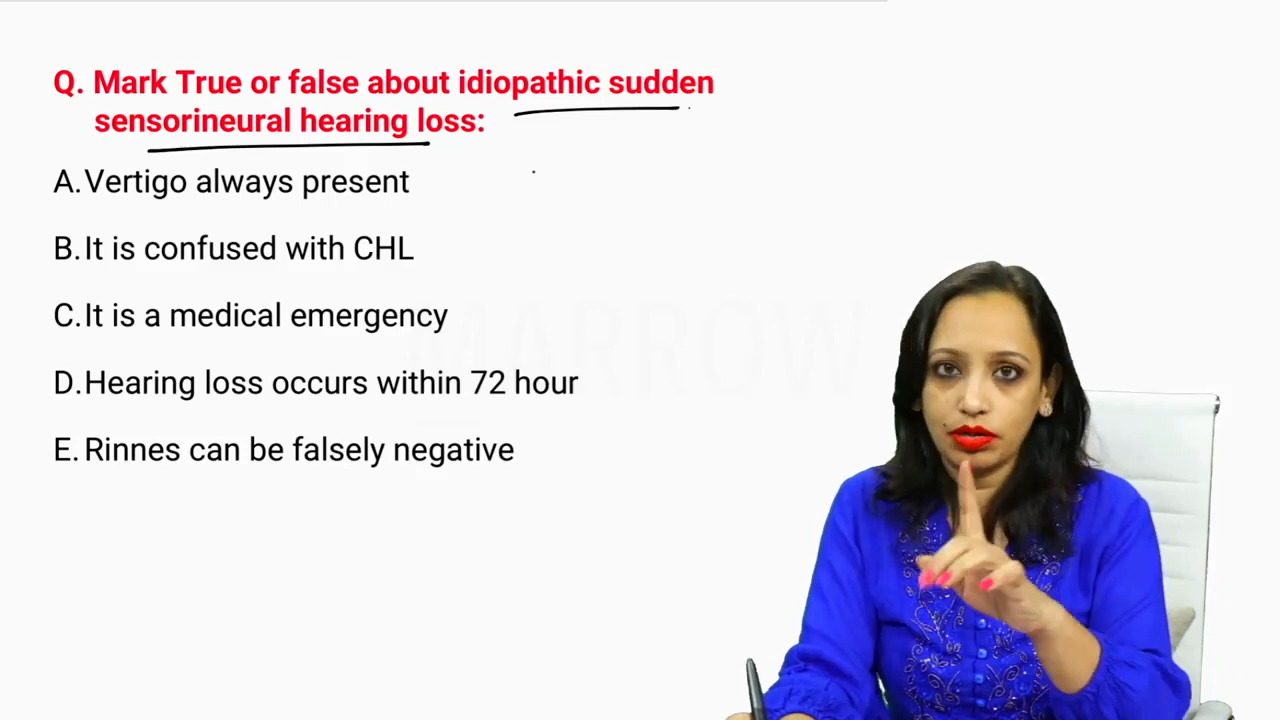 Q. Mark True or false about idiopathic sudden
sensorineural hearing loss:
A. Vertigo always present
B. It is confused with CHL
C. It is a medical emergency
D. Hearing loss occurs within 72 hour
E. Rinnes can be falsely negative
MARROW